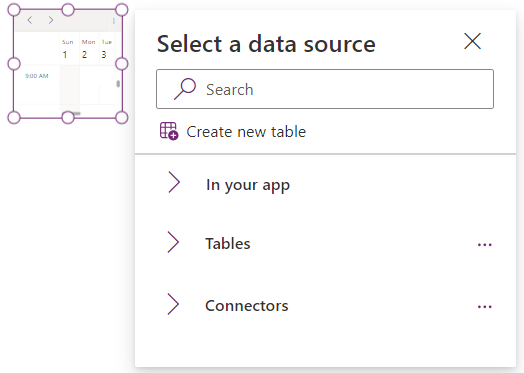 Sun Mon Tue
1 2 3
9:00 AM
Select a data source
Search
Create new table
In your app
Tables
Connectors